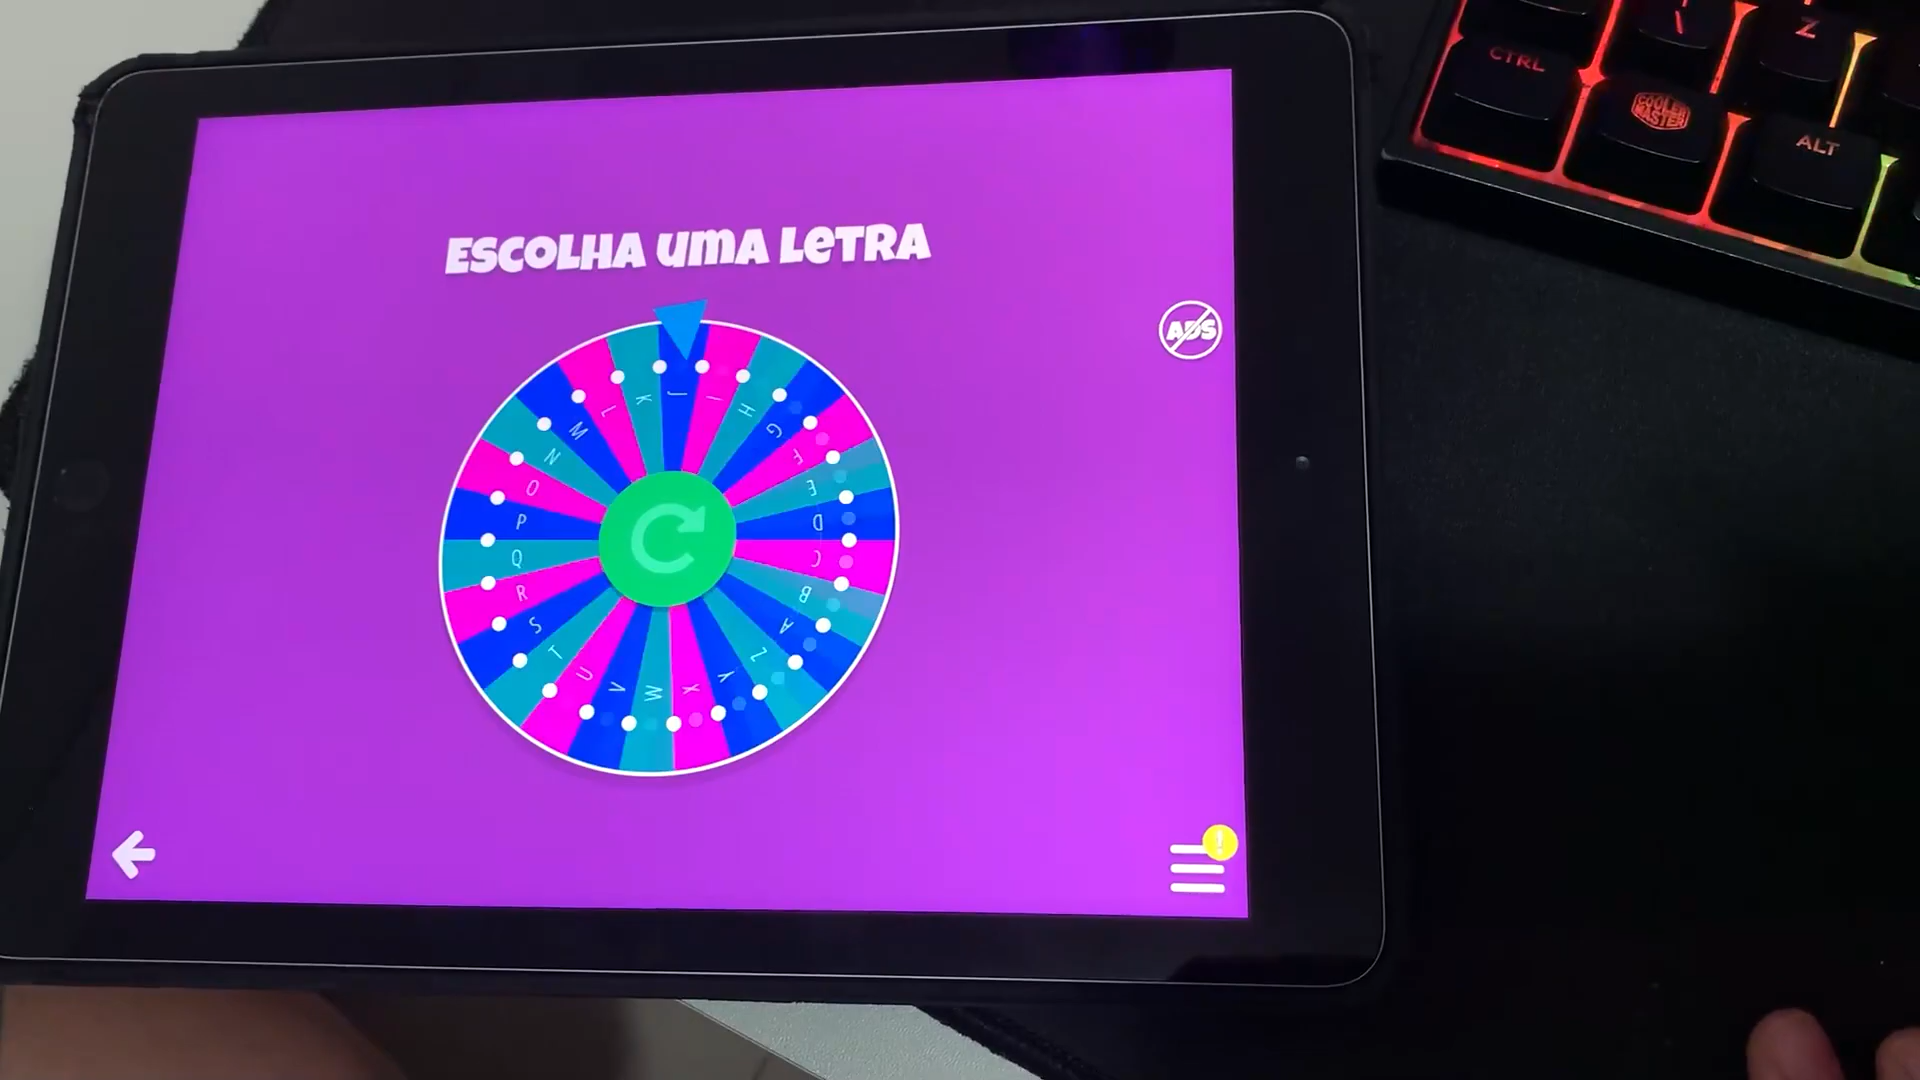 ESCOLHA UMA LETRA
ADS
A
B
C
D
E
F
G
H
I
J
K
L
M
N
O
P
Q
R
S
T
U
V
W
X
Y
Z
!
\
Z
CTRL
COOLER
MASTER
ALT